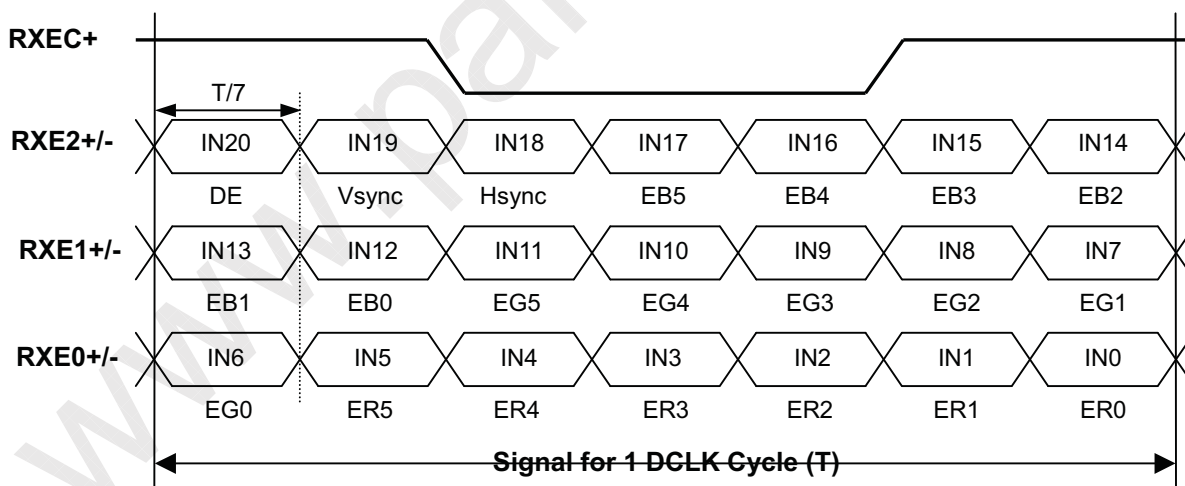 RXEC+
T/7
RXE2+/- IN20 IN19 IN18 IN17 IN16 IN15 IN14
DE Vsync Hsync EB5 EB4 EB3 EB2
RXE1+/- IN13 IN12 IN11 IN10 IN9 IN8 IN7
EB1 EB0 EG5 EG4 EG3 EG2 EG1
RXE0+/- IN6 IN5 IN4 IN3 IN2 IN1 IN0
EG0 ER5 ER4 ER3 ER2 ER1 ER0
Signal for 1 DCLK Cycle (T)
www.pa